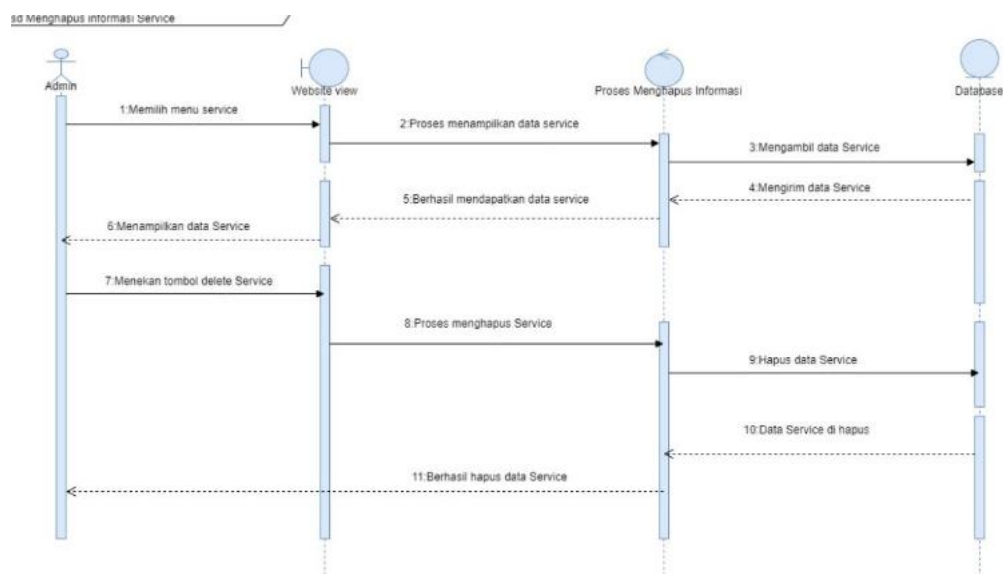 sd Menghapus informasi Service
Admin
Website view
Proses Menghapus Informasi
Database
1:Memilih menu service
2:Proses menampilkan data service
3:Mengambil data Service
4:Mengirim data Service
5:Berhasil mendapatkan data service
6:Menampilkan data Service
7:Menekan tombol delete Service
8:Proses menghapus Service
9:Hapus data Service
10:Data Service di hapus
11:Berhasil hapus data Service